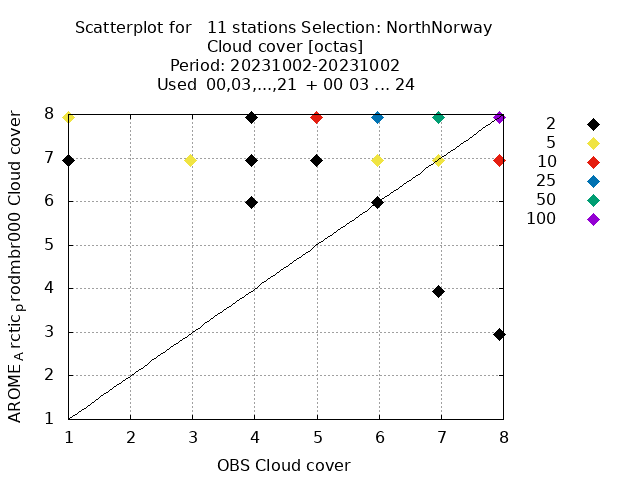 Scatterplot for 11 stations Selection: NorthNorway
Cloud cover [octas]
Period: 20231002-20231002
Used 00,03,...,21 + 00 03 ... 24
AROME_Arctic_prodmbr000 Cloud cover
8
7
6
5
4
3
2
1
1 2 3 4 5 6 7 8
OBS Cloud cover
2
5
10
25
50
100